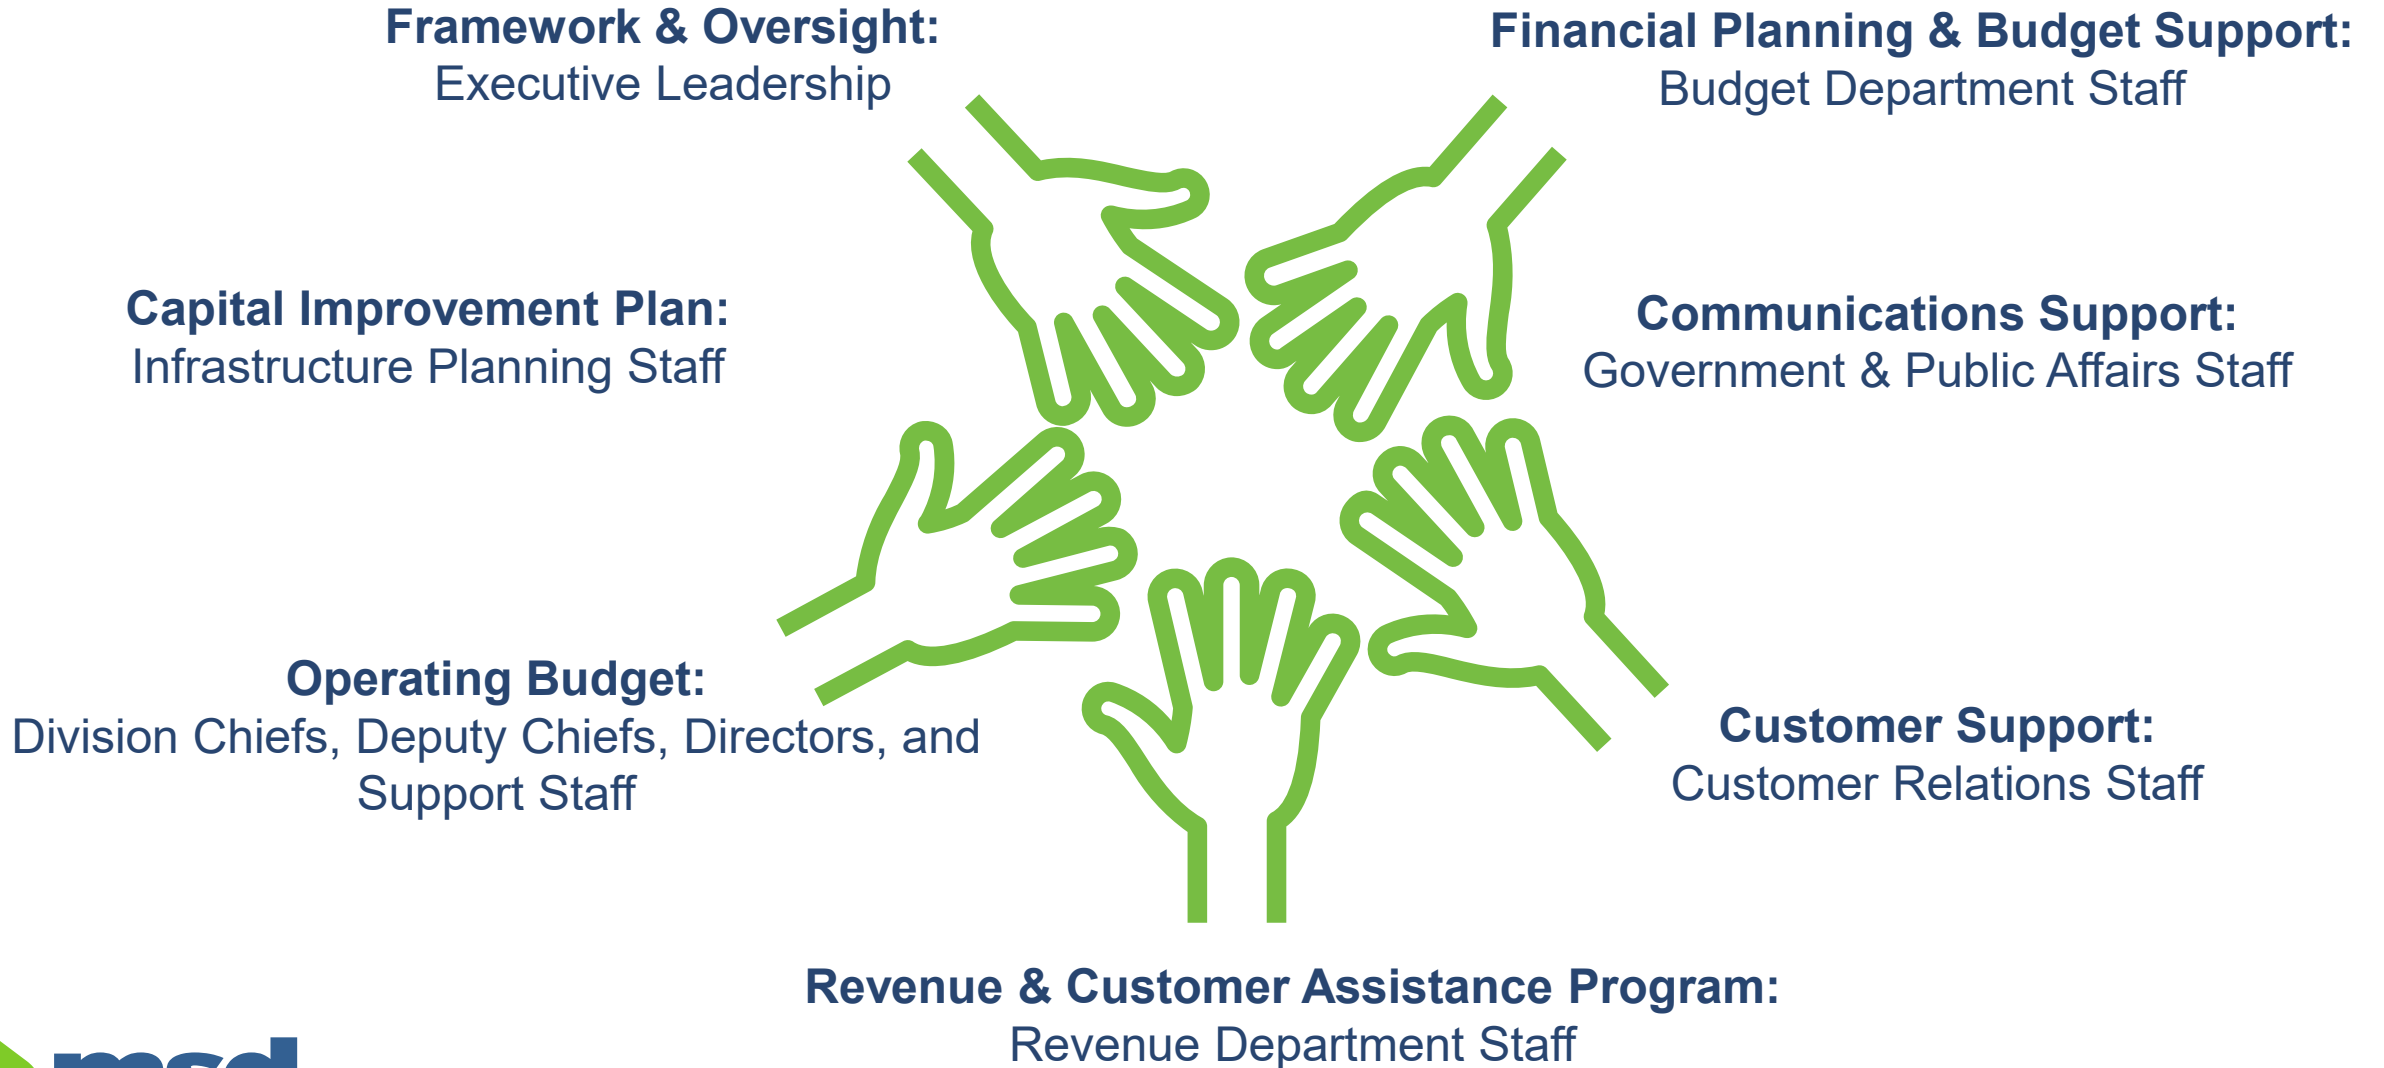 Framework & Oversight:
Executive Leadership
Financial Planning & Budget Support:
Budget Department Staff
Capital Improvement Plan:
Infrastructure Planning Staff
Communications Support:
Government & Public Affairs Staff
Operating Budget:
Division Chiefs, Deputy Chiefs, Directors, and
Support Staff
Customer Support:
Customer Relations Staff
Revenue & Customer Assistance Program:
Revenue Department Staff
msd